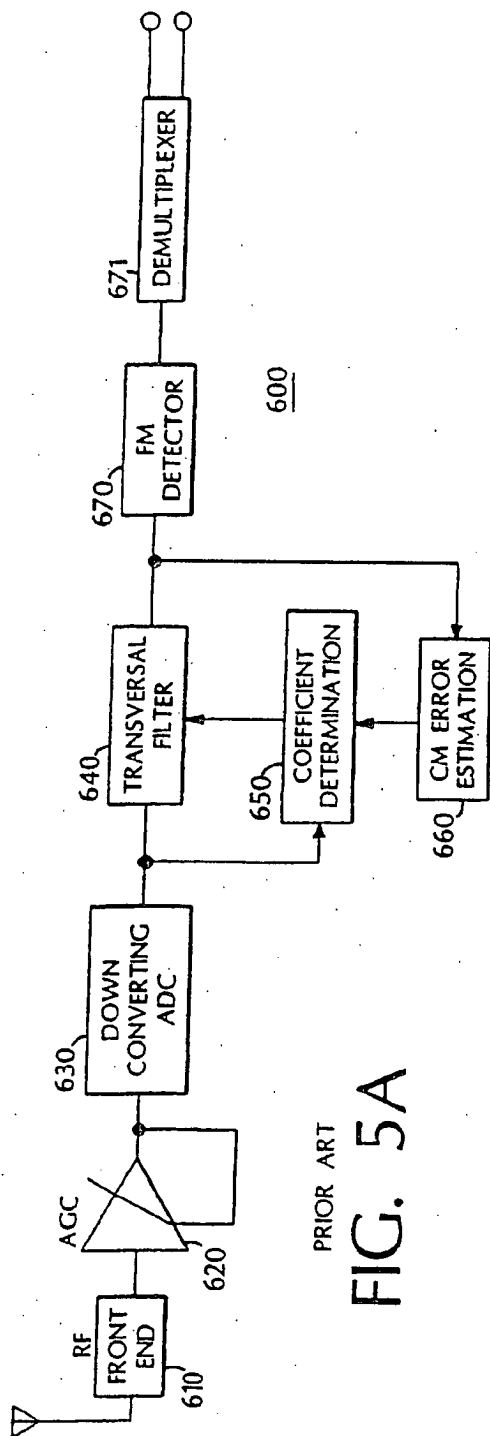 RF
FRONT
END
610
AGC
620
DOWN
CONVERTING
ADC
630
TRANSVERSAL
FILTER
640
COEFFICIENT
DETERMINATION
650
CM ERROR
ESTIMATION
660
FM
DETECTOR
670
DEMULTIPLEXER
671
600
PRIOR ART
FIG. 5A